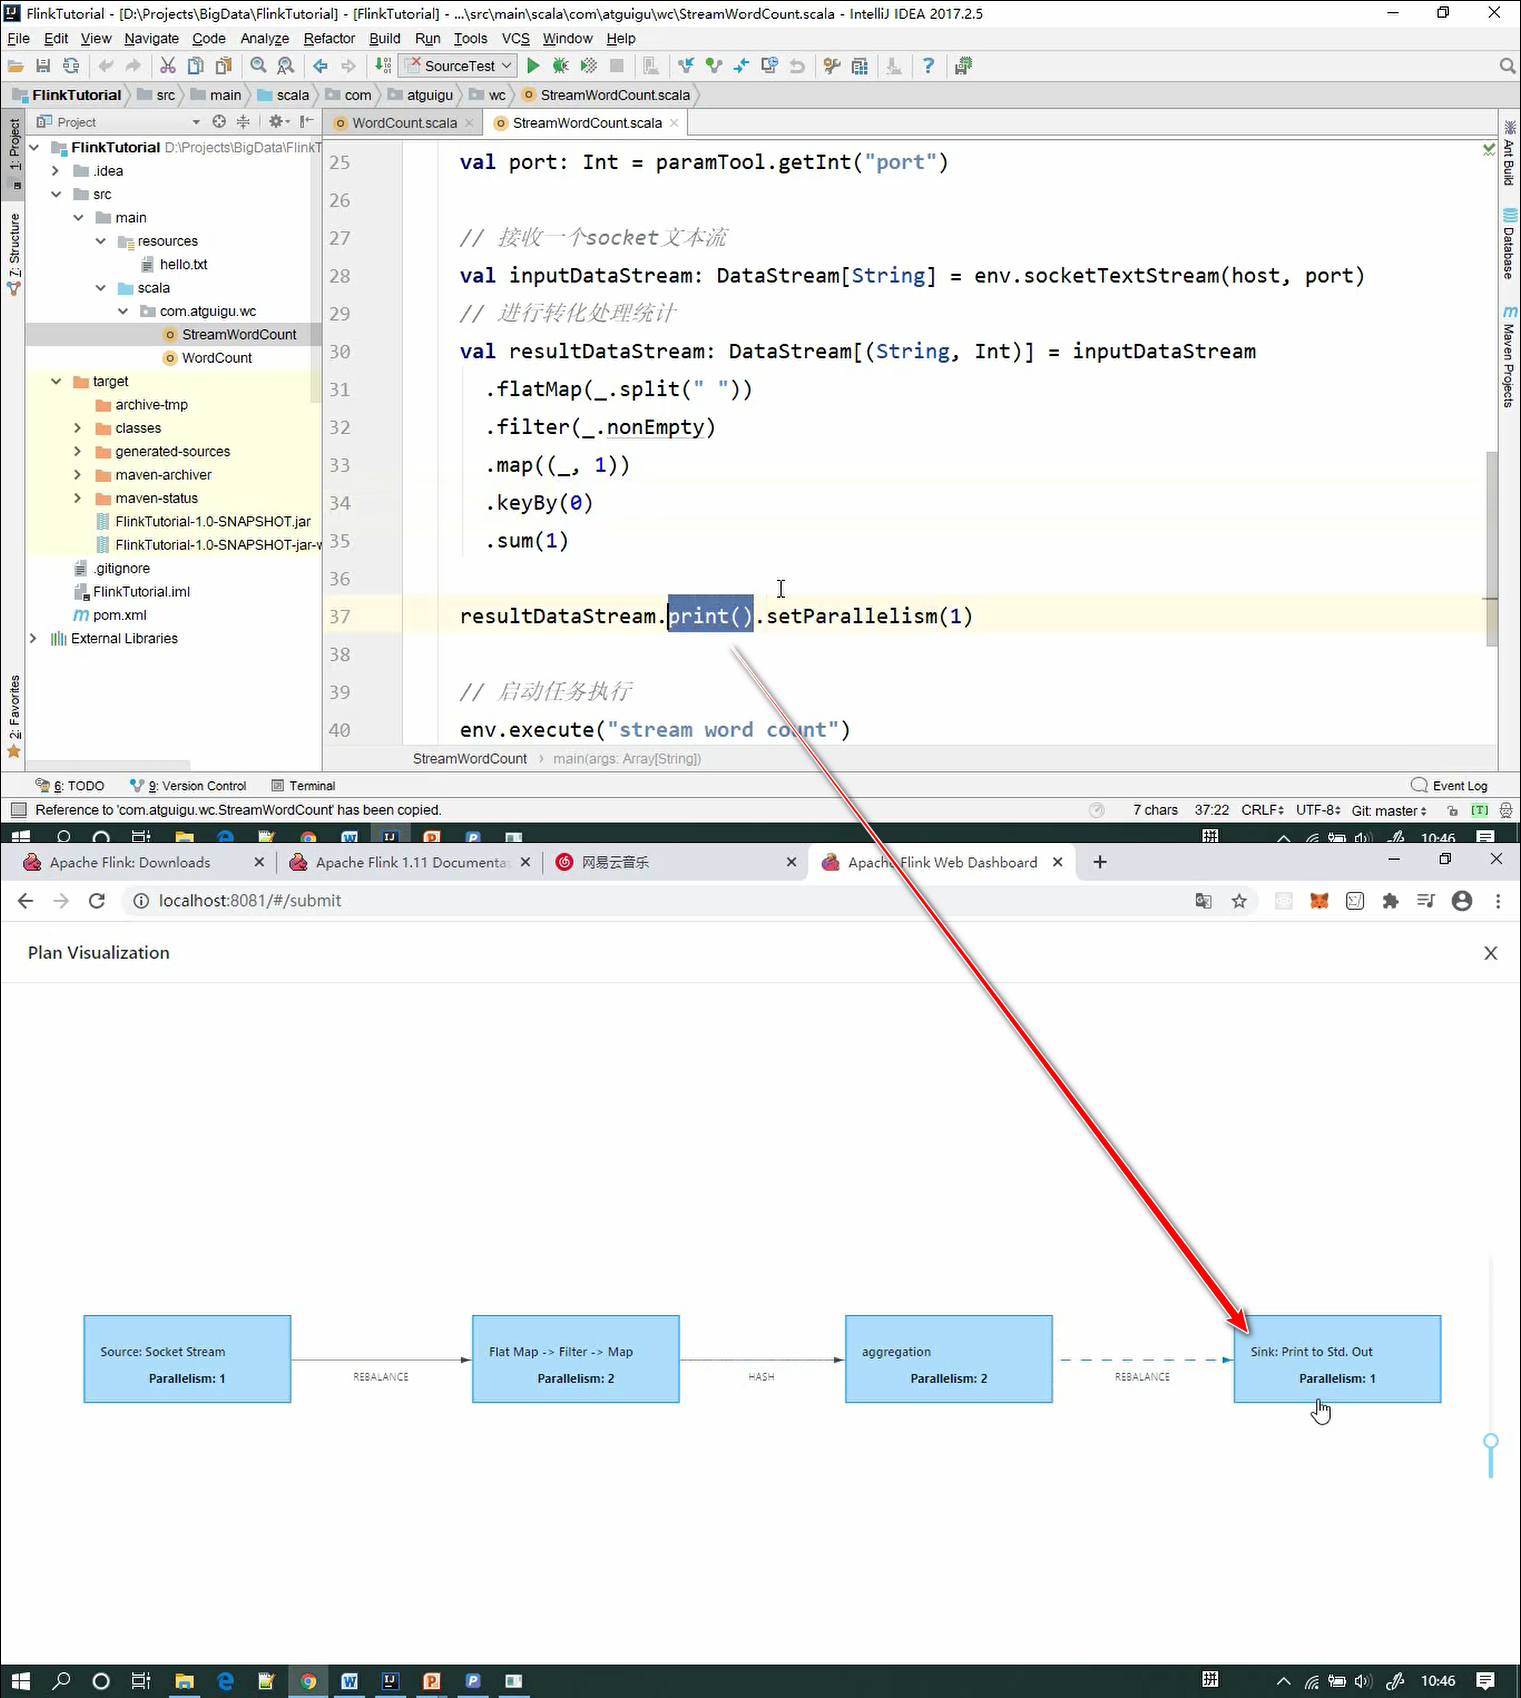 FlinkTutorial - [D:\Projects\BigData\FlinkTutorial] - [FlinkTutorial] - ...\src\main\scala\com\atguigu\wc\StreamWordCount.scala - IntelliJ IDEA 2017.2.5
File Edit View Navigate Code Analyze Refactor Build Run Tools VCS Window Help
SourceTest
FlinkTutorial src main scala com atguigu wc StreamWordCount.scala
Project
WordCount.scala
StreamWordCount.scala
1: Project
7: Structure
2: Favorites
FlinkTutorial D:\Projects\BigData\FlinkT
.idea
src
main
resources
hello.txt
scala
com.atguigu.wc
StreamWordCount
WordCount
target
archive-tmp
classes
generated-sources
maven-archiver
maven-status
FlinkTutorial-1.0-SNAPSHOT.jar
FlinkTutorial-1.0-SNAPSHOT-jar-w
.gitignore
FlinkTutorial.iml
pom.xml
External Libraries
25 val port: Int = paramTool.getInt("port")
26
27 // 接收一个socket文本流
28 val inputDataStream: DataStream[String] = env.socketTextStream(host, port)
29 // 进行转化处理统计
30 val resultDataStream: DataStream[(String, Int)] = inputDataStream
31 .flatMap(_.split(" "))
32 .filter(_.nonEmpty)
33 .map((_, 1))
34 .keyBy(0)
35 .sum(1)
36
37 resultDataStream.print().setParallelism(1)
38
39 // 启动任务执行
40 env.execute("stream word count")
StreamWordCount › main(args: Array[String])
Ant Build
Database
Maven Projects
6: TODO 9: Version Control Terminal Event Log
Reference to 'com.atguigu.wc.StreamWordCount' has been copied. 7 chars 37:22 CRLF UTF-8 Git: master
拼 10:46
Apache Flink: Downloads
Apache Flink 1.11 Documenta
网易云音乐
Apache Flink Web Dashboard
localhost:8081/#/submit
Plan Visualization
Source: Socket Stream
Parallelism: 1
REBALANCE
Flat Map -> Filter -> Map
Parallelism: 2
HASH
aggregation
Parallelism: 2
REBALANCE
Sink: Print to Std. Out
Parallelism: 1
拼 10:46